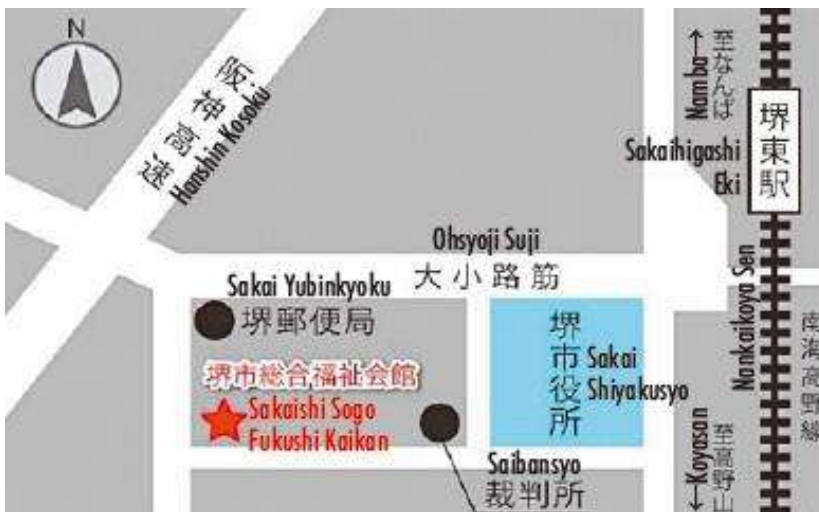 N
阪神高速
Hanshin Kosoku
Namba→
至なんば
堺東駅
Sakaihigashi
Eki
Ohsyoji Suji
大小路筋
Sakai Yubinkyoku
堺郵便局
堺市総合福祉会館
Sakaishi Sogo
Fukushi Kaikan
堺市役所
Sakai
Shiyakusyo
Saibansyo
裁判所
Nankaikoya Sen
南海高野線
←Koyasan
至高野山